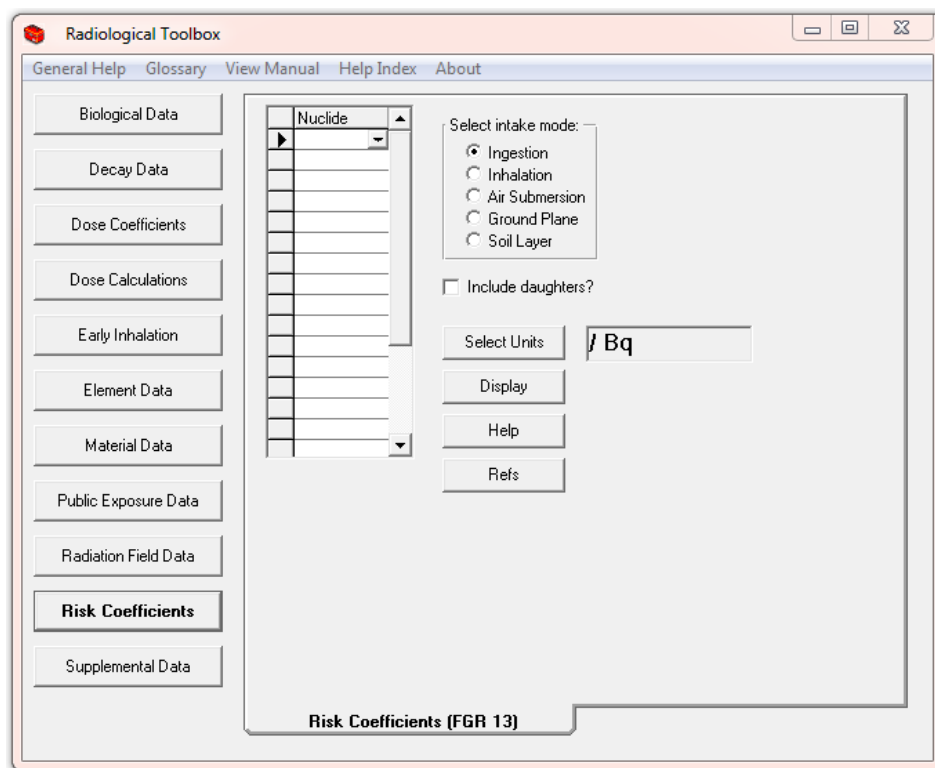 Radiological Toolbox
General Help Glossary View Manual Help Index About
Biological Data
Decay Data
Dose Coefficients
Dose Calculations
Early Inhalation
Element Data
Material Data
Public Exposure Data
Radiation Field Data
Risk Coefficients
Supplemental Data
Nuclide
Select intake mode:
Ingestion
Inhalation
Air Submersion
Ground Plane
Soil Layer
Include daughters?
Select Units
/ Bq
Display
Help
Refs
Risk Coefficients (FGR 13)